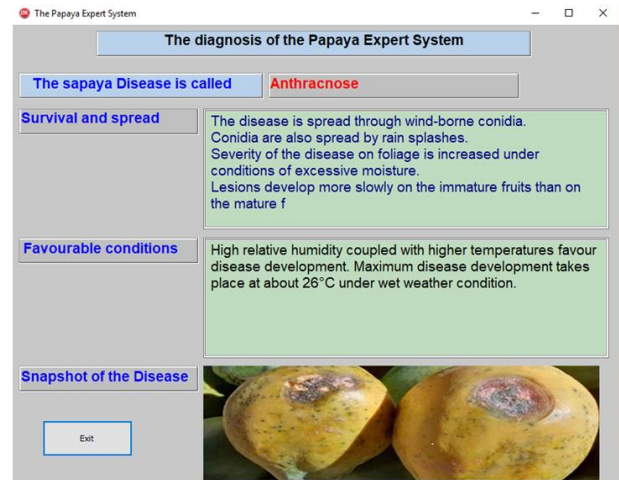 The Papaya Expert System
The diagnosis of the Papaya Expert System
The sapaya Disease is called
Anthracnose
Survival and spread
The disease is spread through wind-borne conidia.
Conidia are also spread by rain splashes.
Severity of the disease on foliage is increased under
conditions of excessive moisture.
Lesions develop more slowly on the immature fruits than on
the mature f
Favourable conditions
High relative humidity coupled with higher temperatures favour
disease development. Maximum disease development takes
place at about 26°C under wet weather condition.
Snapshot of the Disease
Exit